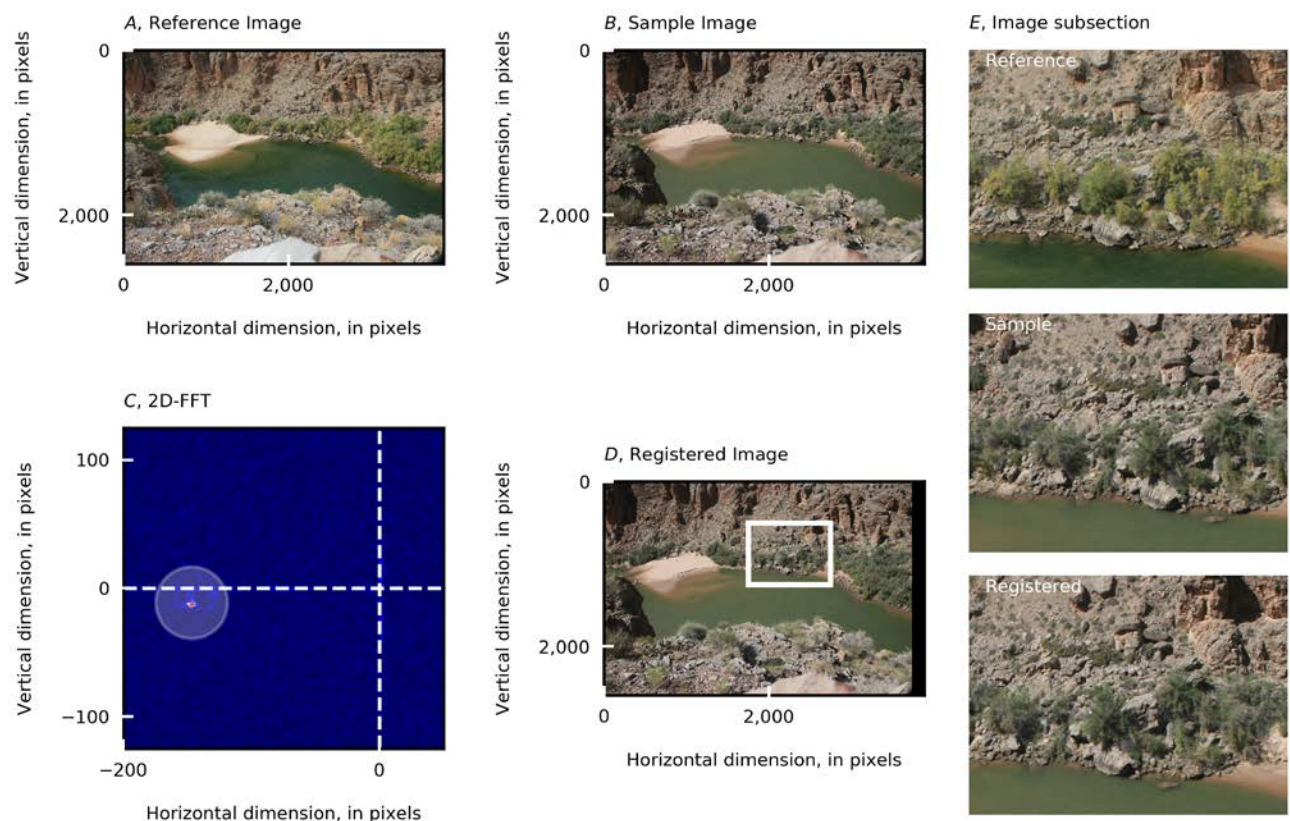 A, Reference Image
Vertical dimension, in pixels
0
2,000
0
2,000
Horizontal dimension, in pixels
B, Sample Image
Vertical dimension, in pixels
0
2,000
0
2,000
Horizontal dimension, in pixels
C, 2D-FFT
Vertical dimension, in pixels
100
0
−100
−200
0
Horizontal dimension, in pixels
D, Registered Image
Vertical dimension, in pixels
0
2,000
0
2,000
Horizontal dimension, in pixels
E, Image subsection
Reference
Sample
Registered